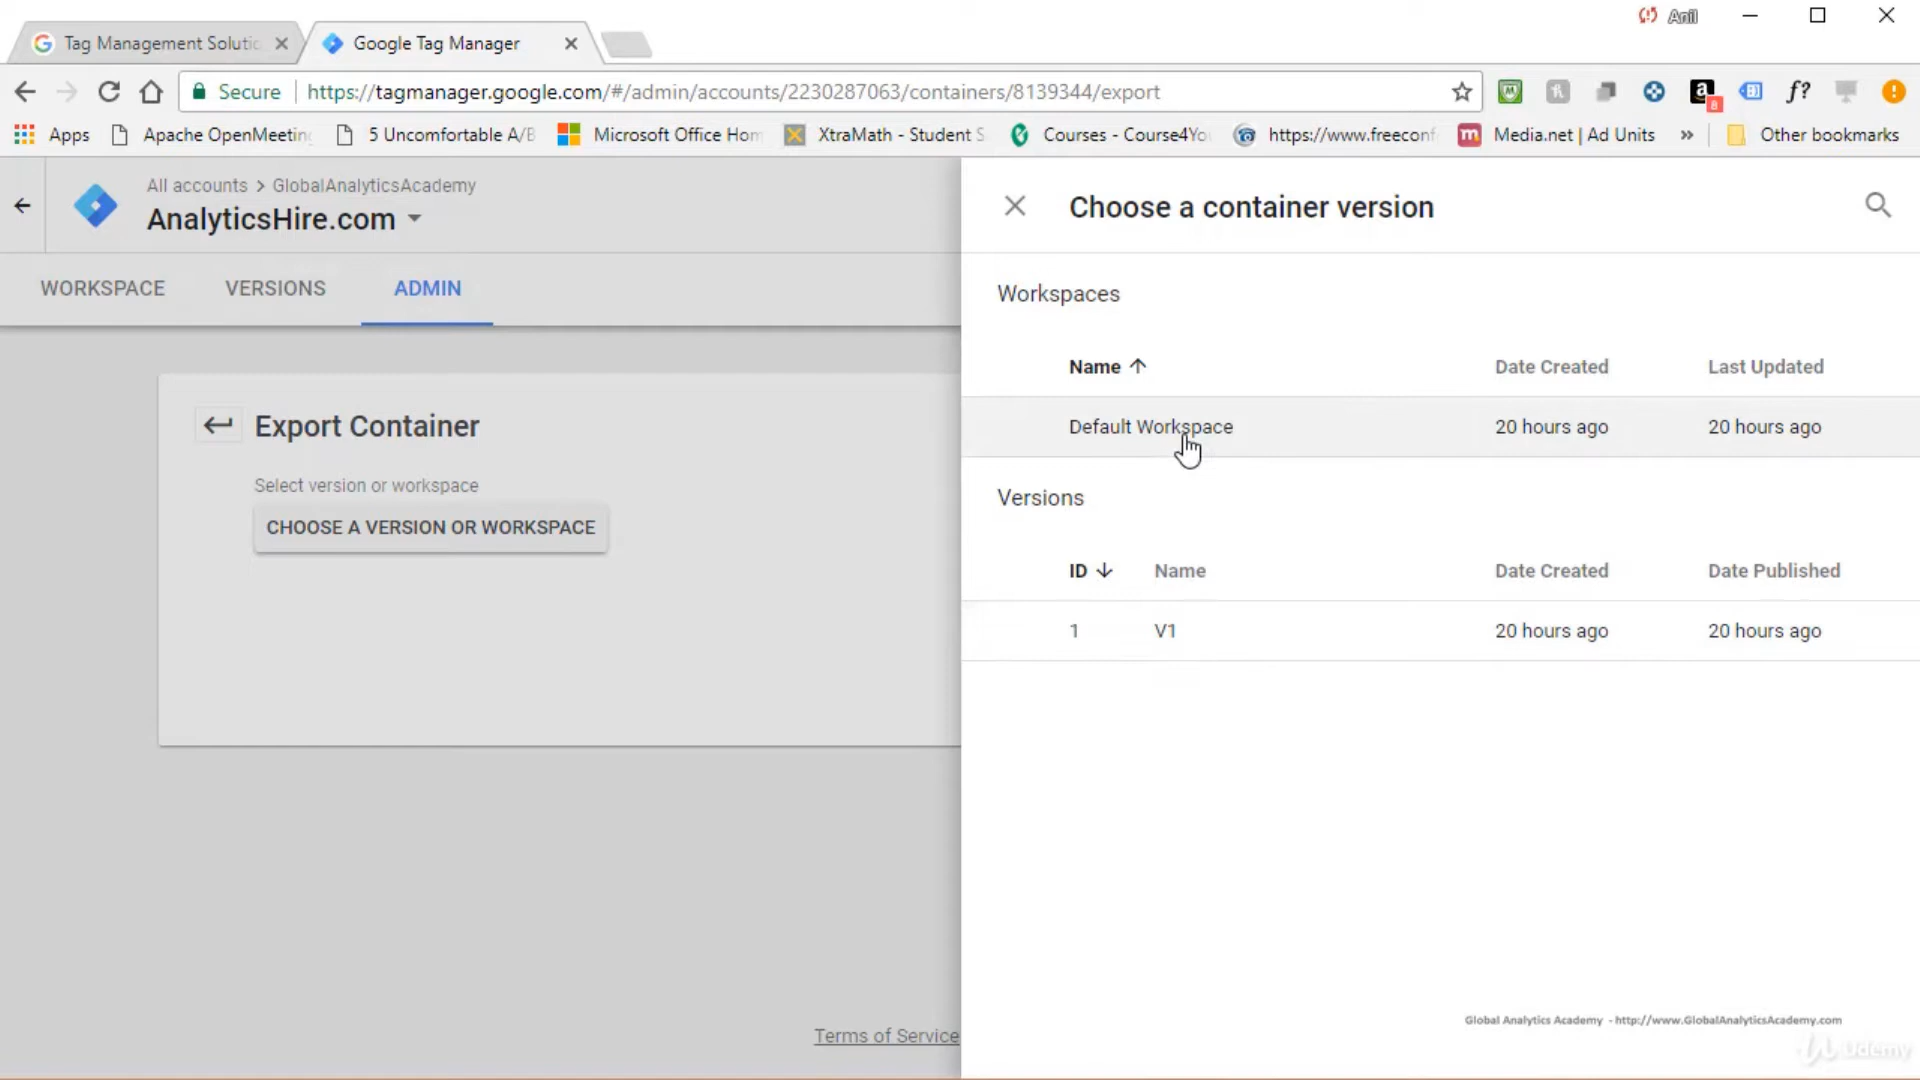 Anil
Tag Management Solutic
Google Tag Manager
Secure
https://tagmanager.google.com/#/admin/accounts/2230287063/containers/8139344/export
f?
a
8
Apps
Apache OpenMeeting
5 Uncomfortable A/B
Microsoft Office Hom
XtraMath - Student S
Courses - Course4Yo
https://www.freeconf
m
Media.net | Ad Units
»
Other bookmarks
All accounts > GlobalAnalyticsAcademy
AnalyticsHire.com
WORKSPACE
VERSIONS
ADMIN
Export Container
Select version or workspace
CHOOSE A VERSION OR WORKSPACE
Terms of Service
Choose a container version
Workspaces
Name Date Created Last Updated
Default Workspace 20 hours ago 20 hours ago
Versions
ID Name Date Created Date Published
1 V1 20 hours ago 20 hours ago
Global Analytics Academy - http://www.GlobalAnalyticsAcademy.com
Udemy